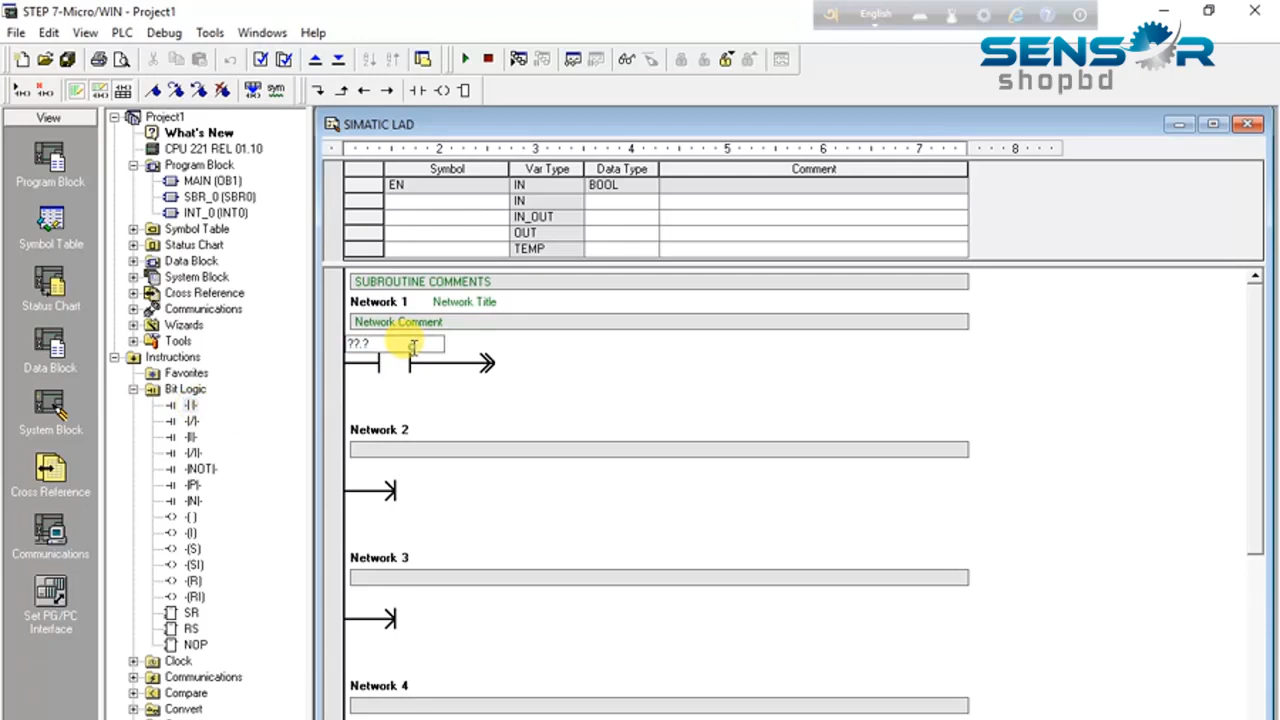 STEP 7-Micro/WIN - Project1
English
File Edit View PLC Debug Tools Windows Help
SENSOR
shopbd
sym
View
Program Block
Symbol Table
Status Chart
Data Block
System Block
Cross Reference
Communications
Set PG/PC
Interface
Project1
What's New
CPU 221 REL 01.10
Program Block
MAIN (OB1)
SBR_0 (SBR0)
INT_0 (INT0)
Symbol Table
Status Chart
Data Block
System Block
Cross Reference
Communications
Wizards
Tools
Instructions
Favorites
Bit Logic
-| |-
-|/|-
-|I|-
-|/I|-
-|NOT|-
-|P|-
-|N|-
-( )
-(I)
-(S)
-(SI)
-(R)
-(RI)
SR
RS
NOP
Clock
Communications
Compare
Convert
SIMATIC LAD
2 3 4 5 6 7 8
Symbol Var Type Data Type Comment
EN IN BOOL
IN
IN_OUT
OUT
TEMP
SUBROUTINE COMMENTS
Network 1 Network Title
Network Comment
??.?
Network 2
Network 3
Network 4